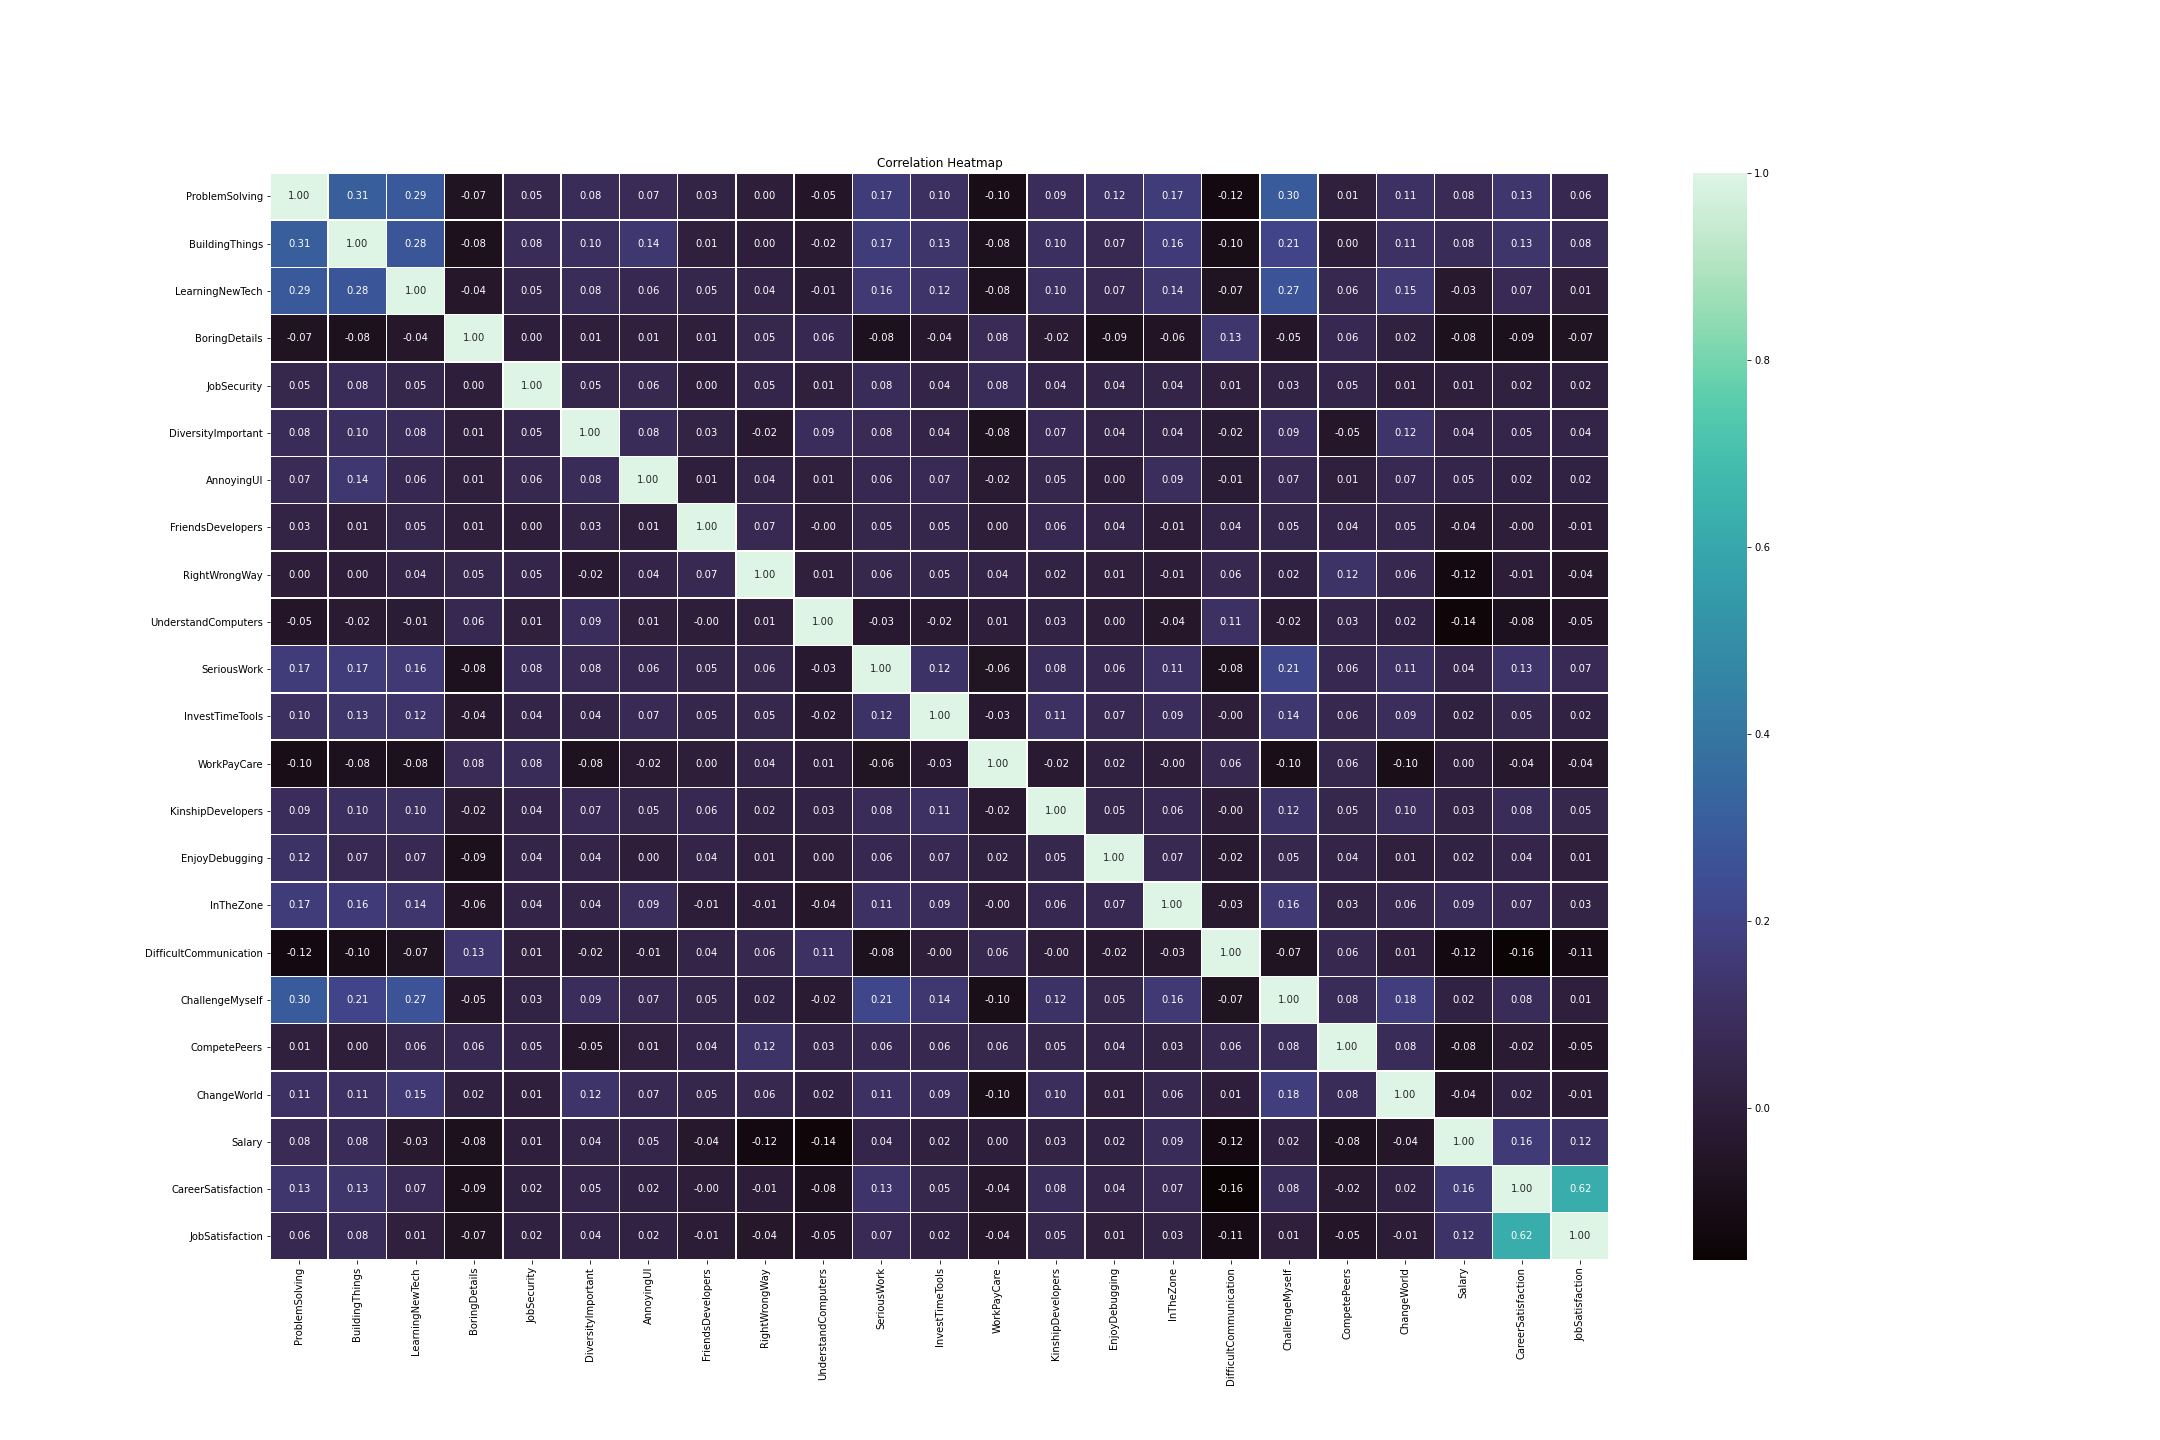 Correlation Heatmap
ProblemSolving 1.00 0.31 0.29 -0.07 0.05 0.08 0.07 0.03 0.00 -0.05 0.17 0.10 -0.10 0.09 0.12 0.17 -0.12 0.30 0.01 0.11 0.08 0.13 0.06 1.0
BuildingThings 0.31 1.00 0.28 -0.08 0.08 0.10 0.14 0.01 0.00 -0.02 0.17 0.13 -0.08 0.10 0.07 0.16 -0.10 0.21 0.00 0.11 0.08 0.13 0.08
LearningNewTech 0.29 0.28 1.00 -0.04 0.05 0.08 0.06 0.05 0.04 -0.01 0.16 0.12 -0.08 0.10 0.07 0.14 -0.07 0.27 0.06 0.15 -0.03 0.07 0.01
BoringDetails -0.07 -0.08 -0.04 1.00 0.00 0.01 0.01 0.01 0.05 0.06 -0.08 -0.04 0.08 -0.02 -0.09 -0.06 0.13 -0.05 0.06 0.02 -0.08 -0.09 -0.07
0.8
JobSecurity 0.05 0.08 0.05 0.00 1.00 0.05 0.06 0.00 0.05 0.01 0.08 0.04 0.08 0.04 0.04 0.04 0.01 0.03 0.05 0.01 0.01 0.02 0.02
DiversityImportant 0.08 0.10 0.08 0.01 0.05 1.00 0.08 0.03 -0.02 0.09 0.08 0.04 -0.08 0.07 0.04 0.04 -0.02 0.09 -0.05 0.12 0.04 0.05 0.04
AnnoyingUI 0.07 0.14 0.06 0.01 0.06 0.08 1.00 0.01 0.04 0.01 0.06 0.07 -0.02 0.05 0.00 0.09 -0.01 0.07 0.01 0.07 0.05 0.02 0.02
FriendsDevelopers 0.03 0.01 0.05 0.01 0.00 0.03 0.01 1.00 0.07 -0.00 0.05 0.05 0.00 0.06 0.04 -0.01 0.04 0.05 0.04 0.05 -0.04 -0.00 -0.01
0.6
RightWrongWay 0.00 0.00 0.04 0.05 0.05 -0.02 0.04 0.07 1.00 0.01 0.06 0.05 0.04 0.02 0.01 -0.01 0.06 0.02 0.12 0.06 -0.12 -0.01 -0.04
UnderstandComputers -0.05 -0.02 -0.01 0.06 0.01 0.09 0.01 -0.00 0.01 1.00 -0.03 -0.02 0.01 0.03 0.00 -0.04 0.11 -0.02 0.03 0.02 -0.14 -0.08 -0.05
SeriousWork 0.17 0.17 0.16 -0.08 0.08 0.08 0.06 0.05 0.06 -0.03 1.00 0.12 -0.06 0.08 0.06 0.11 -0.08 0.21 0.06 0.11 0.04 0.13 0.07
InvestTimeTools 0.10 0.13 0.12 -0.04 0.04 0.04 0.07 0.05 0.05 -0.02 0.12 1.00 -0.03 0.11 0.07 0.09 -0.00 0.14 0.06 0.09 0.02 0.05 0.02
0.4
WorkPayCare -0.10 -0.08 -0.08 0.08 0.08 -0.08 -0.02 0.00 0.04 0.01 -0.06 -0.03 1.00 -0.02 0.02 -0.00 0.06 -0.10 0.06 -0.10 0.00 -0.04 -0.04
KinshipDevelopers 0.09 0.10 0.10 -0.02 0.04 0.07 0.05 0.06 0.02 0.03 0.08 0.11 -0.02 1.00 0.05 0.06 -0.00 0.12 0.05 0.10 0.03 0.08 0.05
EnjoyDebugging 0.12 0.07 0.07 -0.09 0.04 0.04 0.00 0.04 0.01 0.00 0.06 0.07 0.02 0.05 1.00 0.07 -0.02 0.05 0.04 0.01 0.02 0.04 0.01
InTheZone 0.17 0.16 0.14 -0.06 0.04 0.04 0.09 -0.01 -0.01 -0.04 0.11 0.09 -0.00 0.06 0.07 1.00 -0.03 0.16 0.03 0.06 0.09 0.07 0.03
0.2
DifficultCommunication -0.12 -0.10 -0.07 0.13 0.01 -0.02 -0.01 0.04 0.06 0.11 -0.08 -0.00 0.06 -0.00 -0.02 -0.03 1.00 -0.07 0.06 0.01 -0.12 -0.16 -0.11
ChallengeMyself 0.30 0.21 0.27 -0.05 0.03 0.09 0.07 0.05 0.02 -0.02 0.21 0.14 -0.10 0.12 0.05 0.16 -0.07 1.00 0.08 0.18 0.02 0.08 0.01
CompetePeers 0.01 0.00 0.06 0.06 0.05 -0.05 0.01 0.04 0.12 0.03 0.06 0.06 0.06 0.05 0.04 0.03 0.06 0.08 1.00 0.08 -0.08 -0.02 -0.05
ChangeWorld 0.11 0.11 0.15 0.02 0.01 0.12 0.07 0.05 0.06 0.02 0.11 0.09 -0.10 0.10 0.01 0.06 0.01 0.18 0.08 1.00 -0.04 0.02 -0.01
0.0
Salary 0.08 0.08 -0.03 -0.08 0.01 0.04 0.05 -0.04 -0.12 -0.14 0.04 0.02 0.00 0.03 0.02 0.09 -0.12 0.02 -0.08 -0.04 1.00 0.16 0.12
CareerSatisfaction 0.13 0.13 0.07 -0.09 0.02 0.05 0.02 -0.00 -0.01 -0.08 0.13 0.05 -0.04 0.08 0.04 0.07 -0.16 0.08 -0.02 0.02 0.16 1.00 0.62
JobSatisfaction 0.06 0.08 0.01 -0.07 0.02 0.04 0.02 -0.01 -0.04 -0.05 0.07 0.02 -0.04 0.05 0.01 0.03 -0.11 0.01 -0.05 -0.01 0.12 0.62 1.00
ProblemSolving
BuildingThings
LearningNewTech
BoringDetails
JobSecurity
DiversityImportant
AnnoyingUI
FriendsDevelopers
RightWrongWay
UnderstandComputers
SeriousWork
InvestTimeTools
WorkPayCare
KinshipDevelopers
EnjoyDebugging
InTheZone
DifficultCommunication
ChallengeMyself
CompetePeers
ChangeWorld
Salary
CareerSatisfaction
JobSatisfaction